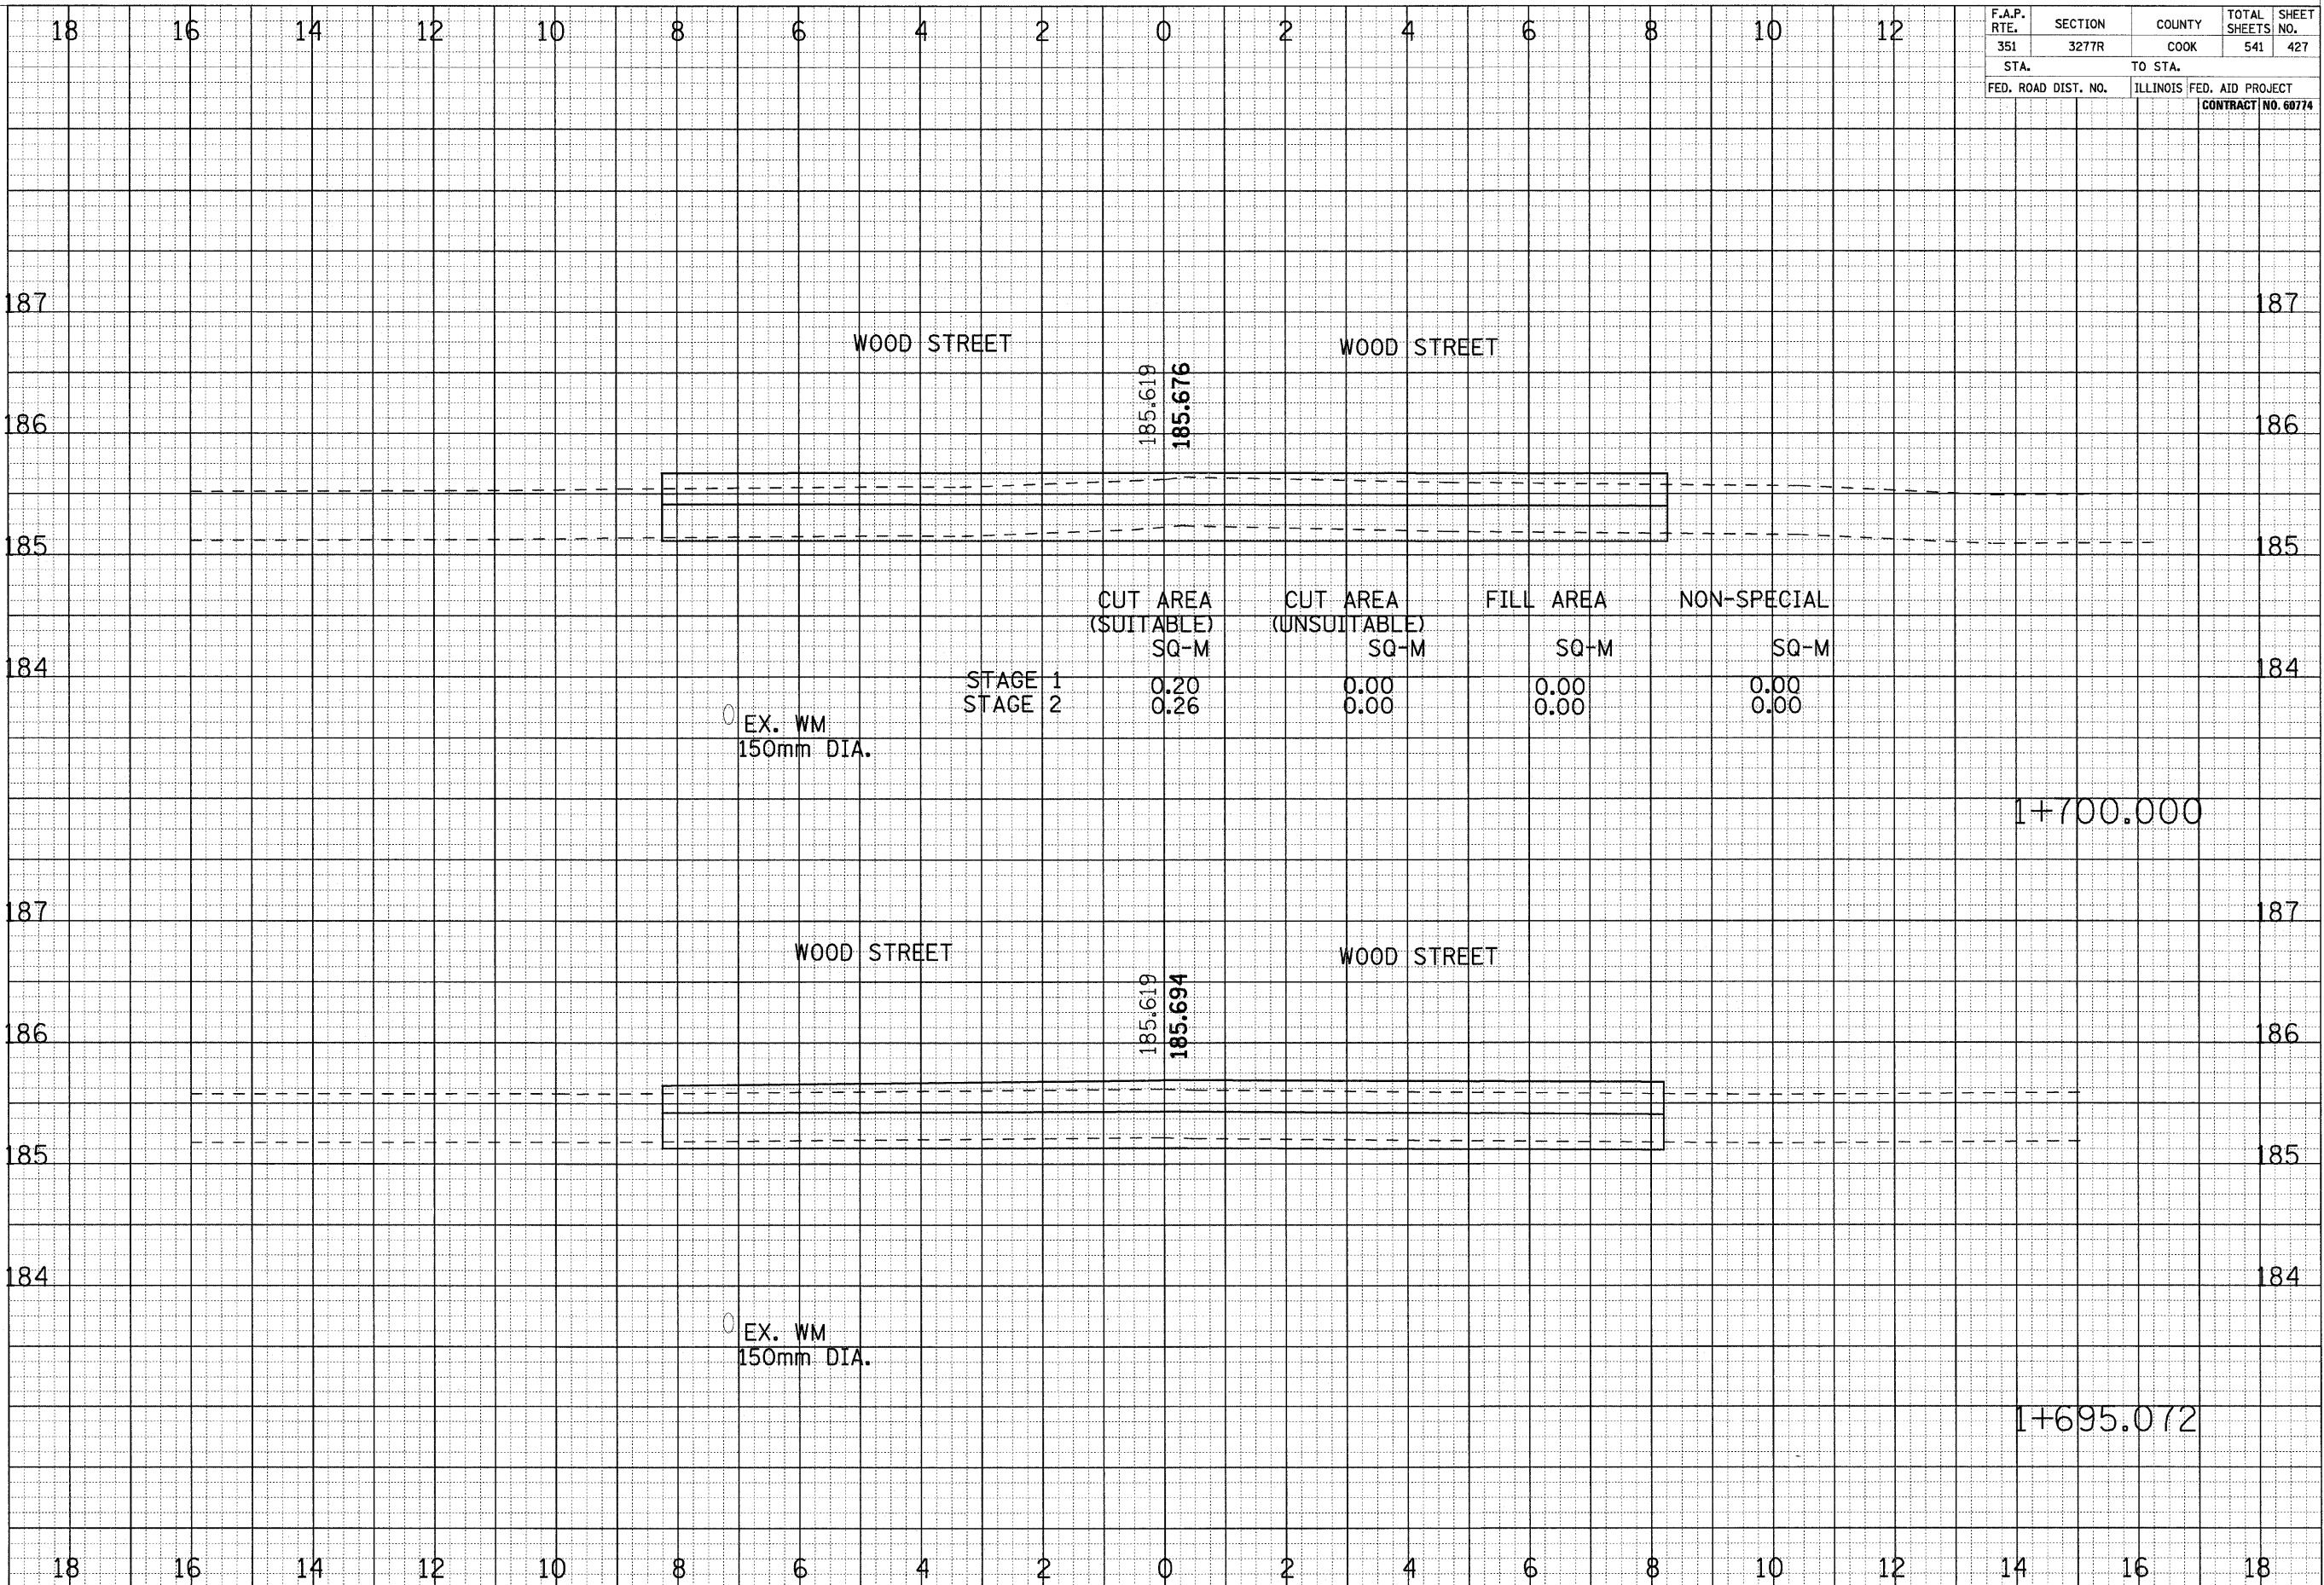 18 16 14 12 10 8 6 4 2 0 2 4 6 8 10 12
F.A.P. RTE. SECTION COUNTY TOTAL SHEETS SHEET NO.
351 3277R COOK 541 427
STA. TO STA.
FED. ROAD DIST. NO. ILLINOIS FED. AID PROJECT
CONTRACT NO. 60774
187 187
WOOD STREET WOOD STREET
185.619
185.676
186 186
185 185
CUT AREA CUT AREA FILL AREA NON-SPECIAL
(SUITABLE) (UNSUITABLE)
SQ-M SQ-M SQ-M SQ-M
184 184
STAGE 1 0.20 0.00 0.00 0.00
STAGE 2 0.26 0.00 0.00 0.00
EX. WM
150mm DIA.
1+700.000
187 187
WOOD STREET WOOD STREET
185.619
185.694
186 186
185 185
184 184
EX. WM
150mm DIA.
1+695.072
18 16 14 12 10 8 6 4 2 0 2 4 6 8 10 12 14 16 18